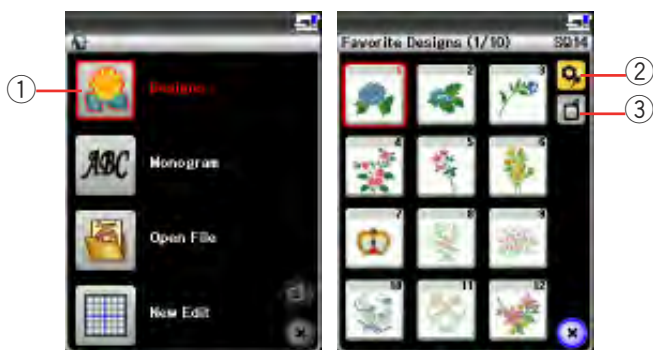 Designs
ABC
Monogram
Open File
New Edit
1
Favorite Designs (1/10) SQ14
1 2 3
4 5 6
7 8 9
10 11 12
2
3